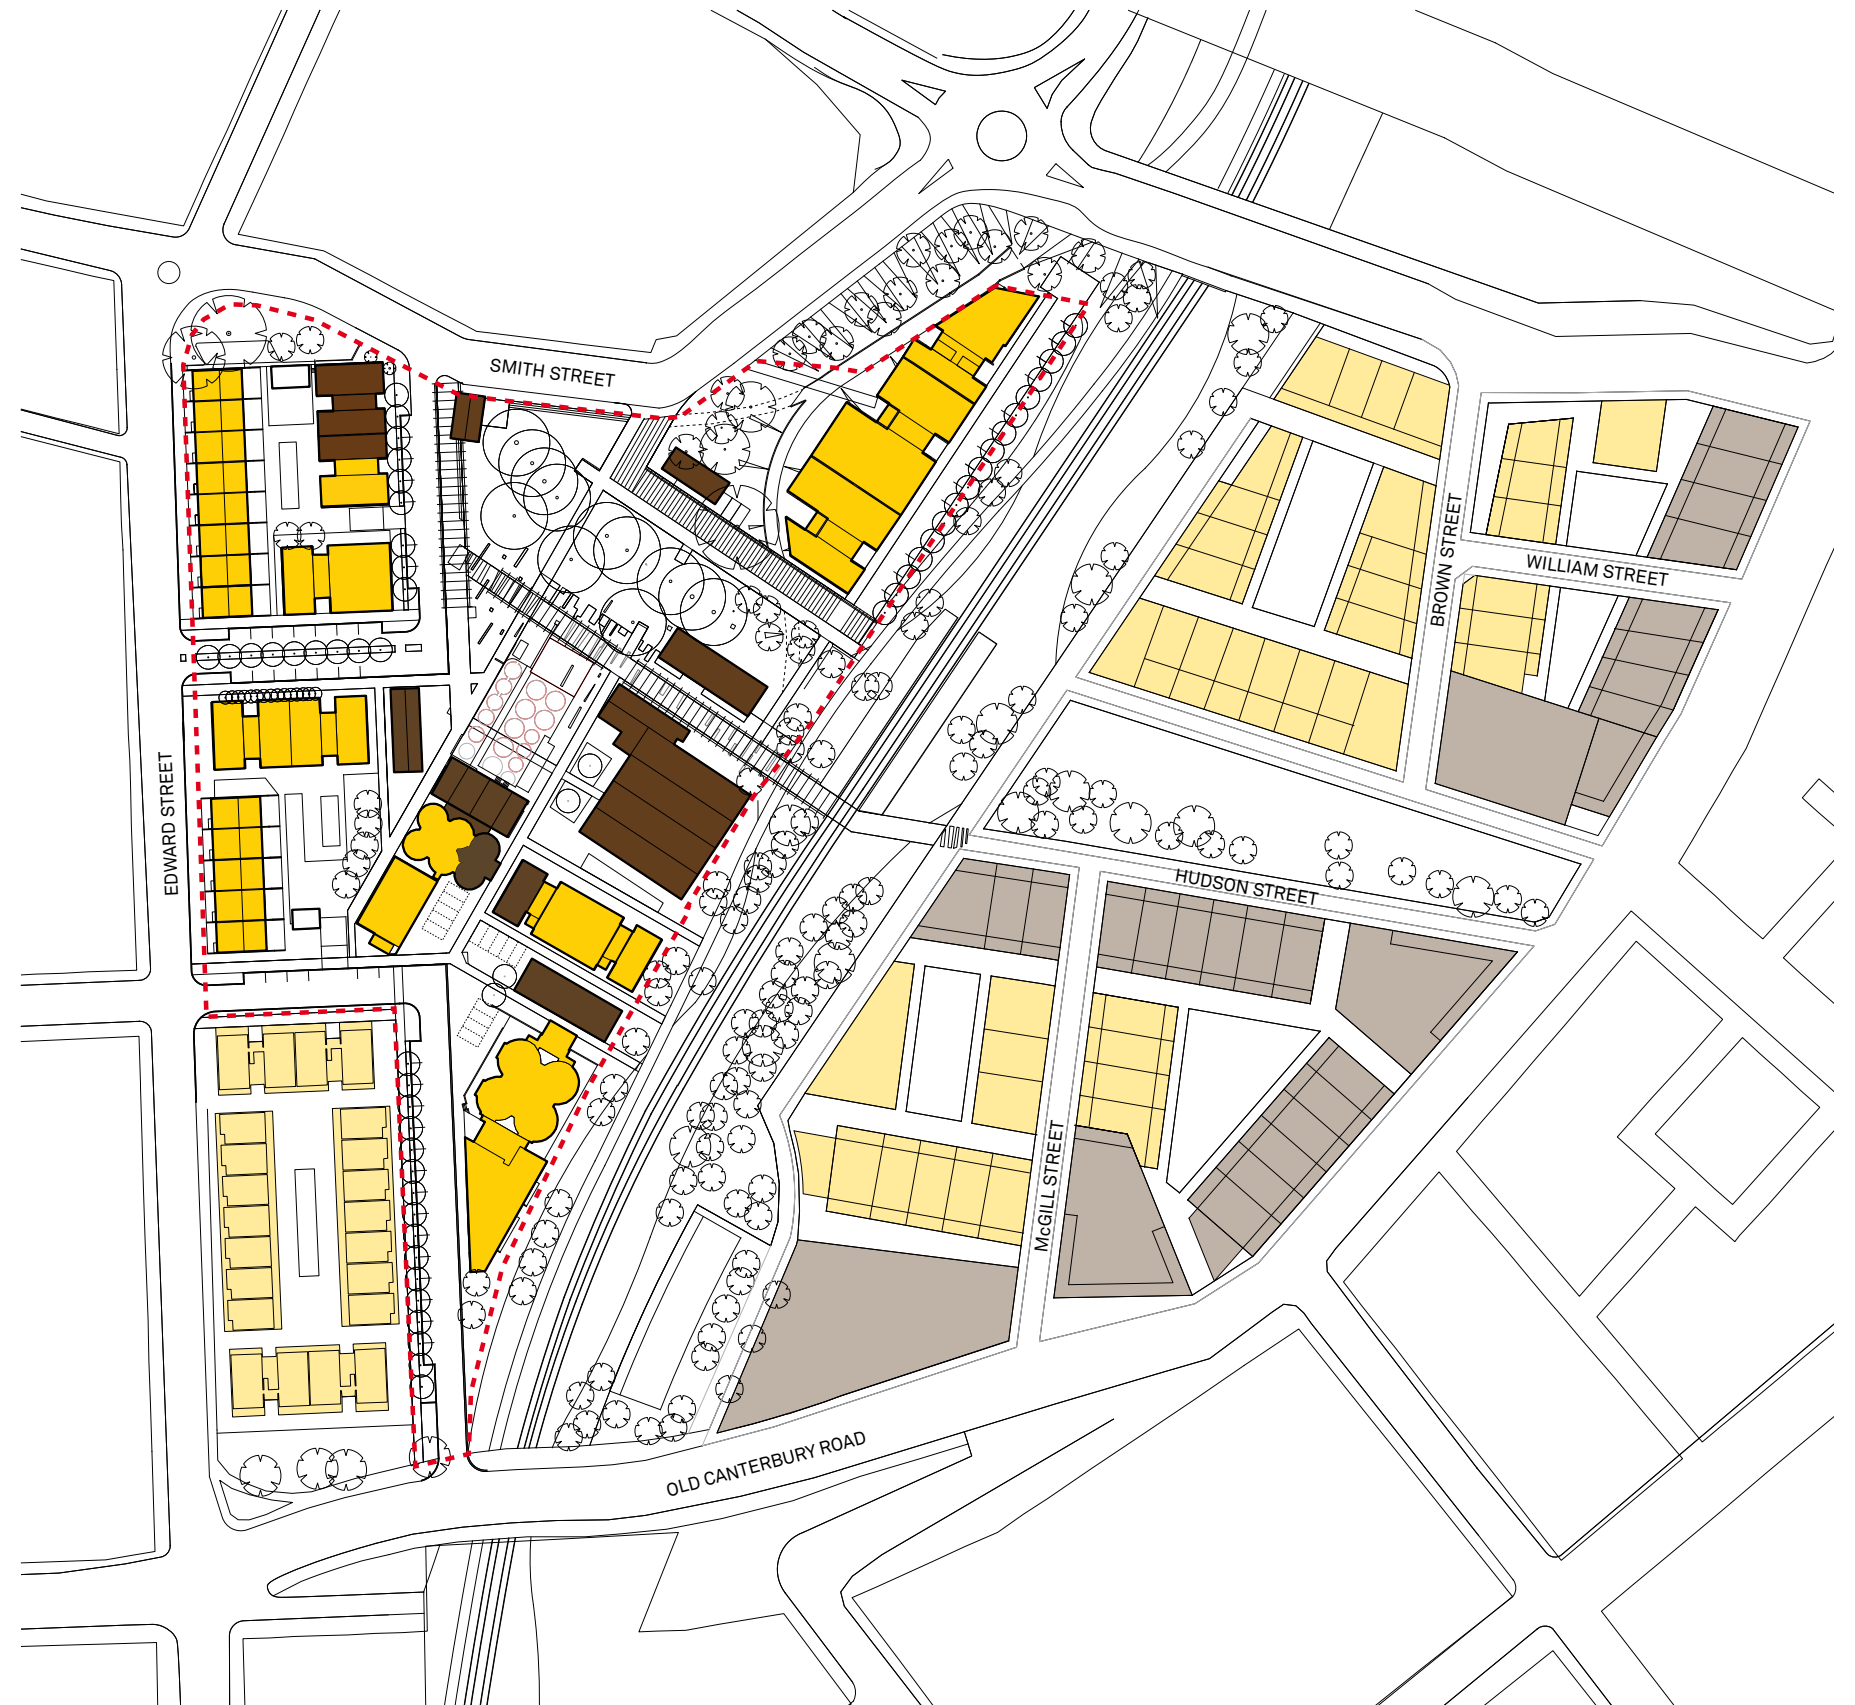 SMITH STREET
BROWN STREET
WILLIAM STREET
EDWARD STREET
HUDSON STREET
McGILL STREET
OLD CANTERBURY ROAD